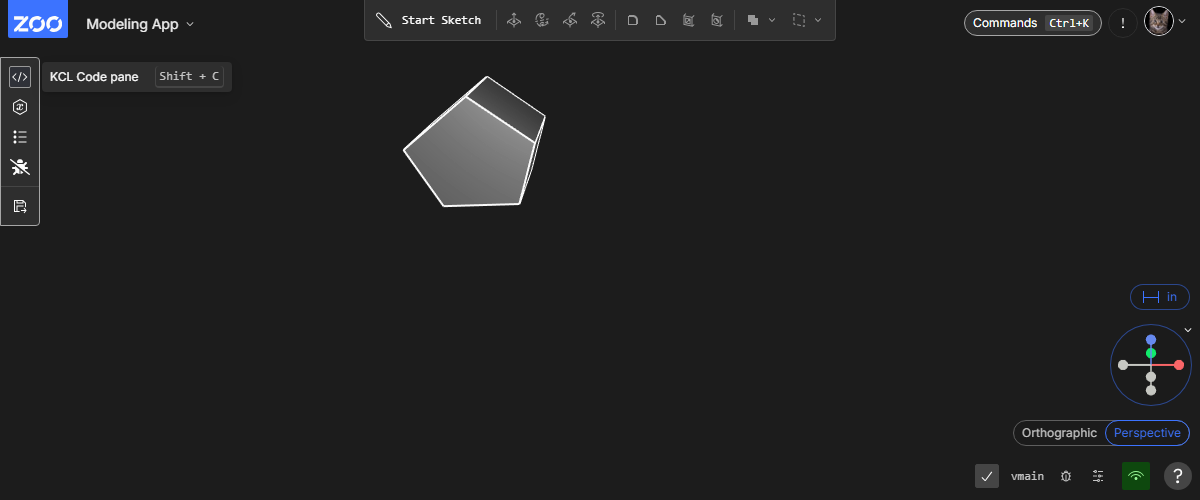 ZOO Modeling App
Start Sketch
Commands Ctrl+K
!
KCL Code pane Shift + C
in
Orthographic Perspective
vmain
?